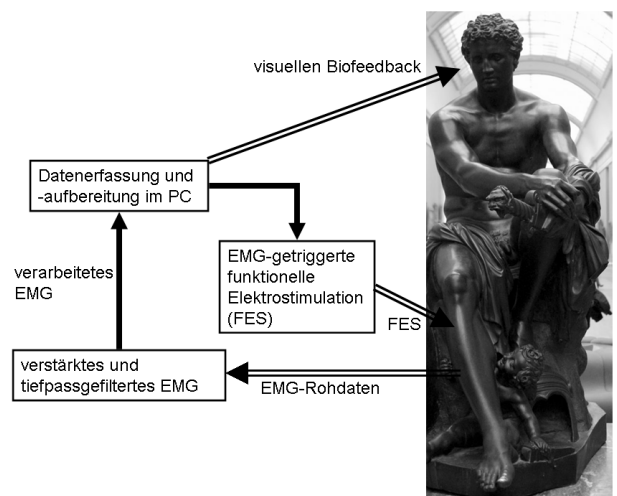 visuellen Biofeedback
Datenerfassung und
-aufbereitung im PC
EMG-getriggerte
funktionelle
Elektrostimulation
(FES)
verarbeitetes
EMG
FES
verstärktes und
tiefpassgefiltertes EMG
EMG-Rohdaten